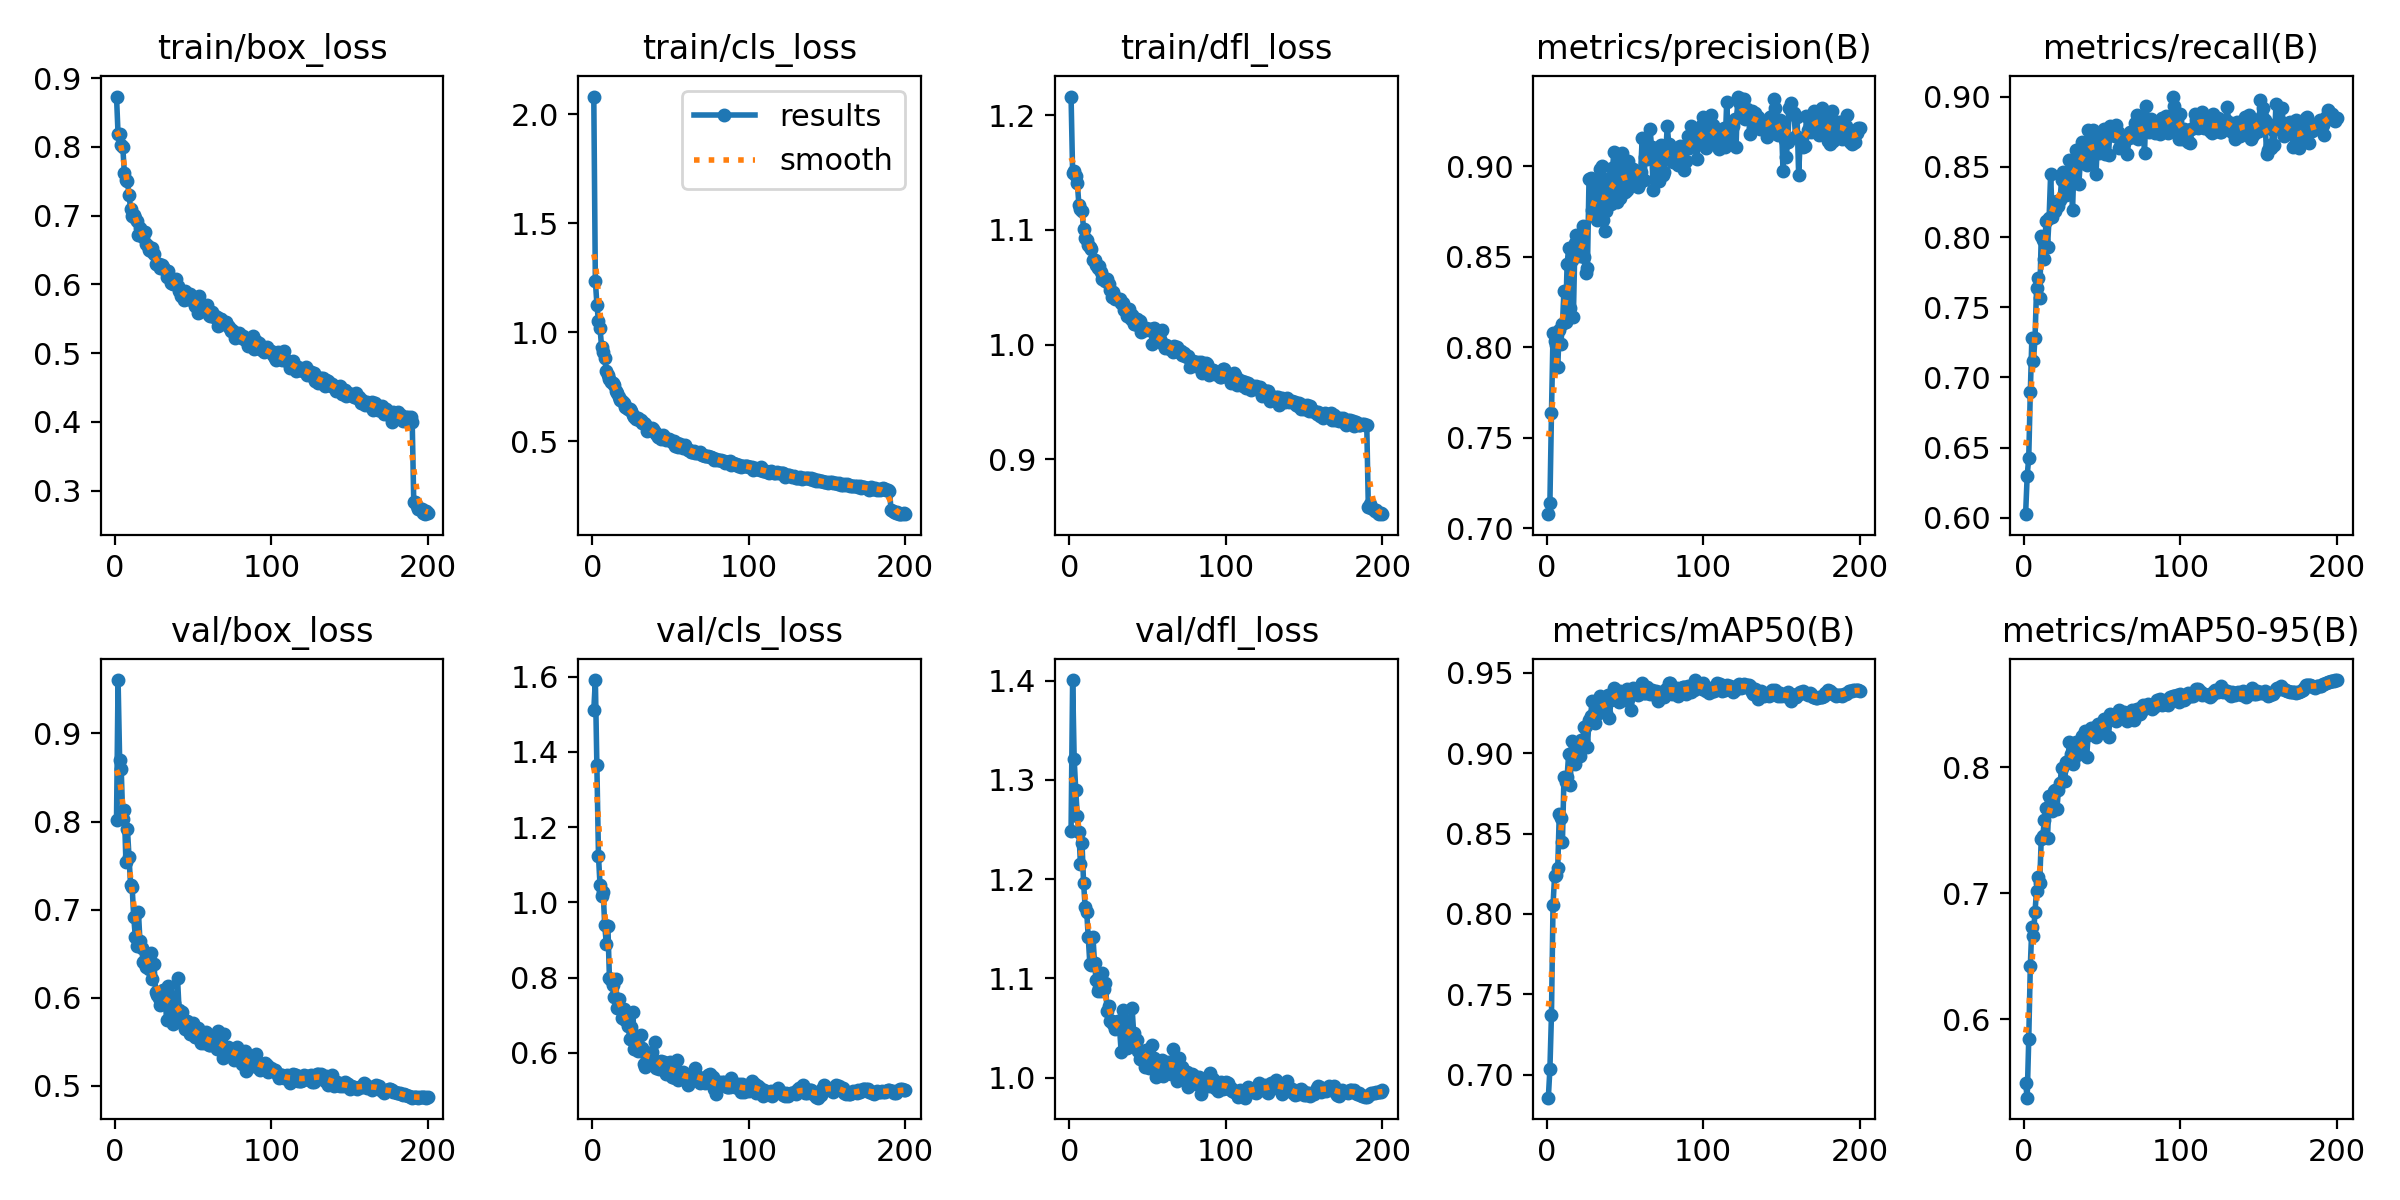 train/box_loss
0.9
0.8
0.7
0.6
0.5
0.4
0.3
0 100 200
train/cls_loss
results
smooth
2.0
1.5
1.0
0.5
0 100 200
train/dfl_loss
1.2
1.1
1.0
0.9
0 100 200
metrics/precision(B)
0.90
0.85
0.80
0.75
0.70
0 100 200
metrics/recall(B)
0.90
0.85
0.80
0.75
0.70
0.65
0.60
0 100 200
val/box_loss
0.9
0.8
0.7
0.6
0.5
0 100 200
val/cls_loss
1.6
1.4
1.2
1.0
0.8
0.6
0 100 200
val/dfl_loss
1.4
1.3
1.2
1.1
1.0
0 100 200
metrics/mAP50(B)
0.95
0.90
0.85
0.80
0.75
0.70
0 100 200
metrics/mAP50-95(B)
0.8
0.7
0.6
0 100 200